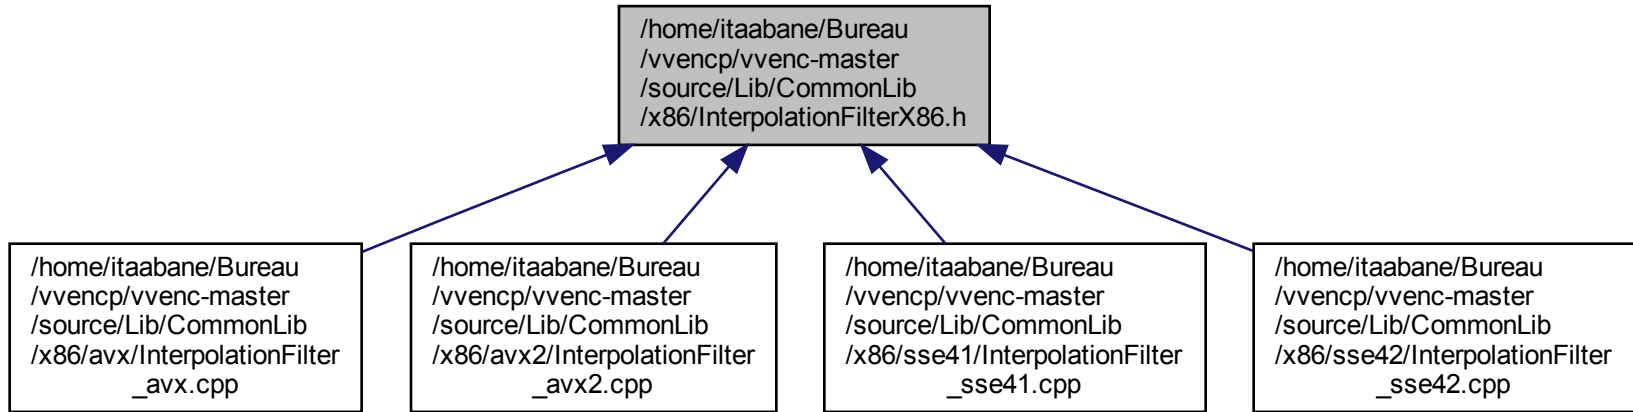 /home/itaabane/Bureau
/vvencp/vvenc-master
/source/Lib/CommonLib
/x86/InterpolationFilterX86.h
/home/itaabane/Bureau
/vvencp/vvenc-master
/source/Lib/CommonLib
/x86/avx/InterpolationFilter
_avx.cpp
/home/itaabane/Bureau
/vvencp/vvenc-master
/source/Lib/CommonLib
/x86/avx2/InterpolationFilter
_avx2.cpp
/home/itaabane/Bureau
/vvencp/vvenc-master
/source/Lib/CommonLib
/x86/sse41/InterpolationFilter
_sse41.cpp
/home/itaabane/Bureau
/vvencp/vvenc-master
/source/Lib/CommonLib
/x86/sse42/InterpolationFilter
_sse42.cpp